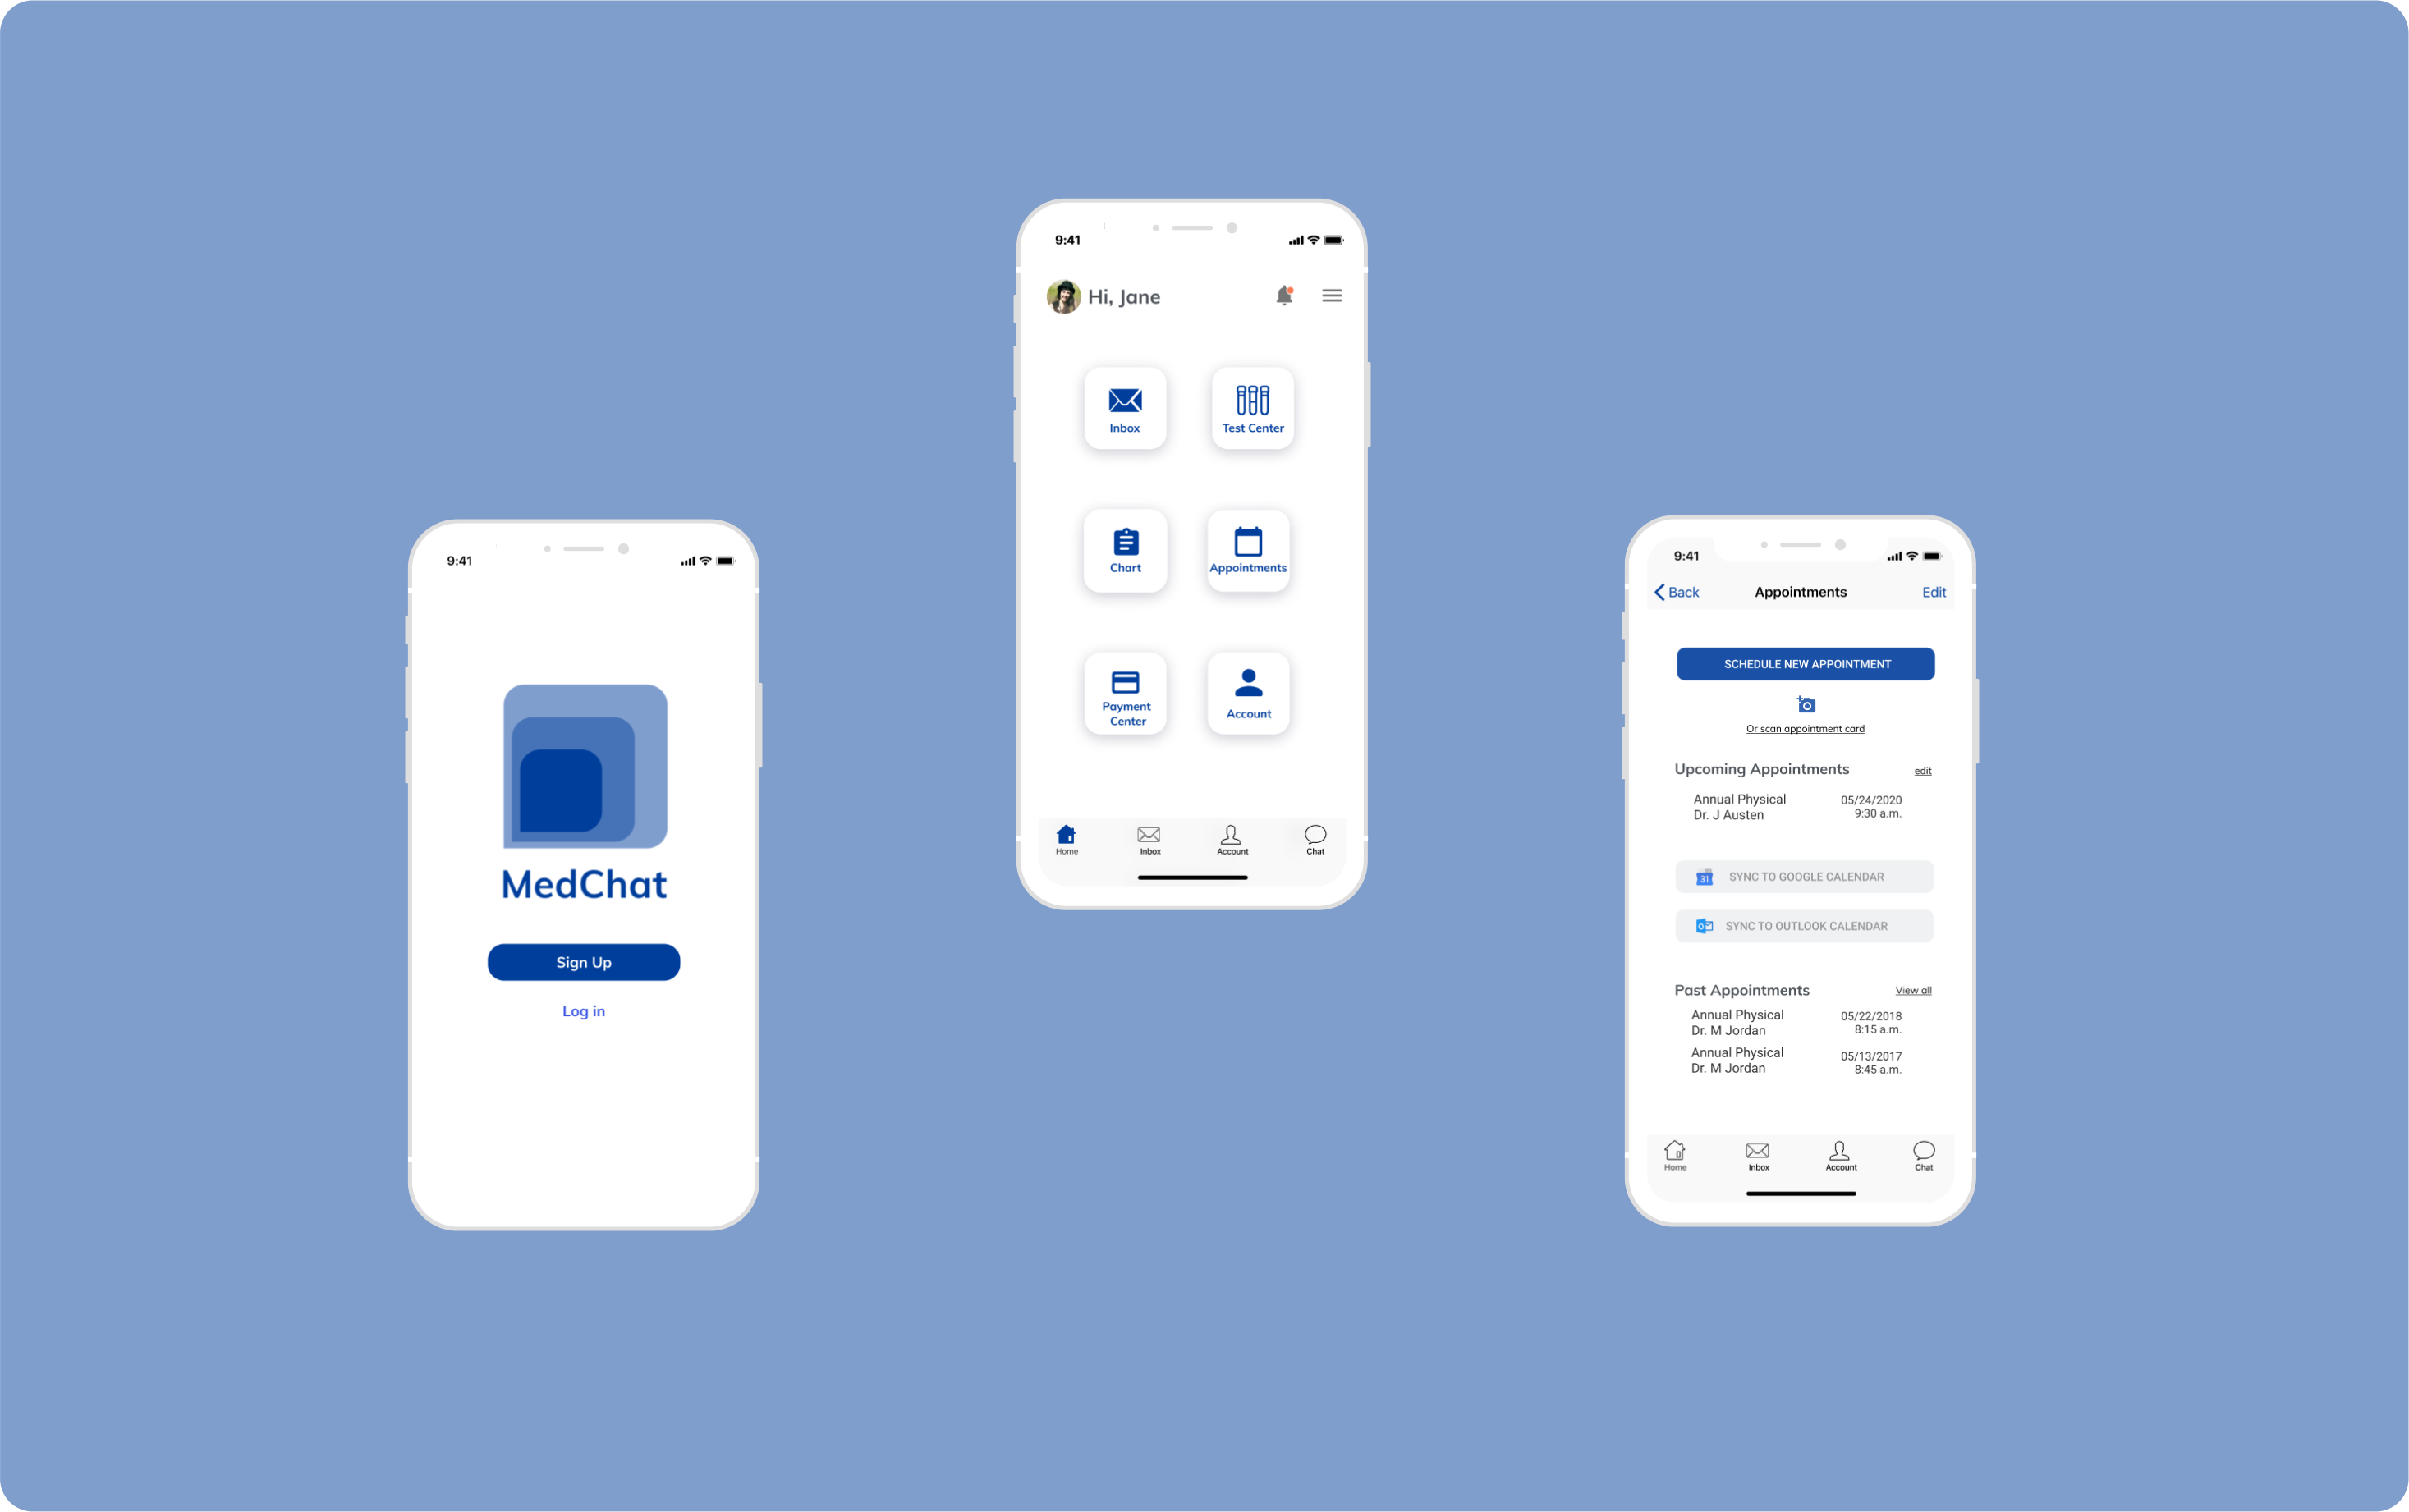 9:41
MedChat
Sign Up
Log in
9:41
Hi, Jane
Inbox
Test Center
Chart
Appointments
Payment
Center
Account
Home
Inbox
Account
Chat
9:41
Back
Appointments
Edit
SCHEDULE NEW APPOINTMENT
Or scan appointment card
Upcoming Appointments
edit
Annual Physical
05/24/2020
Dr. J Austen
9:30 a.m.
31
SYNC TO GOOGLE CALENDAR
SYNC TO OUTLOOK CALENDAR
Past Appointments
View all
Annual Physical
05/22/2018
Dr. M Jordan
8:15 a.m.
Annual Physical
05/13/2017
Dr. M Jordan
8:45 a.m.
Home
Inbox
Account
Chat